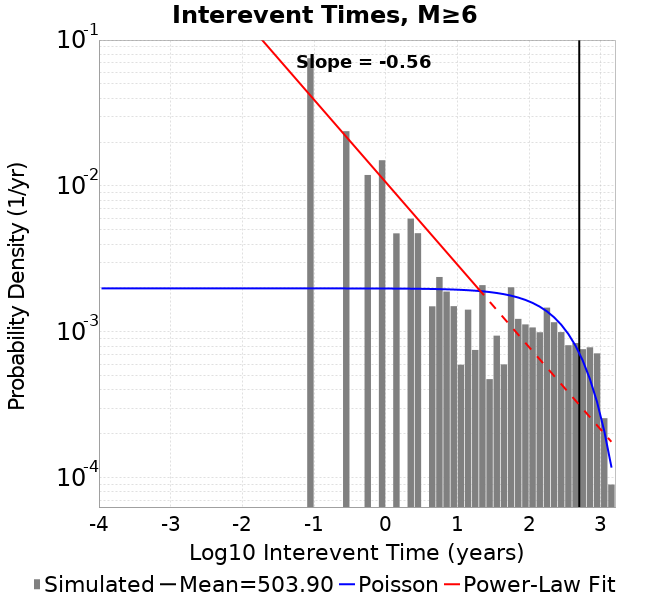 Interevent Times, M≥6
Slope = -0.56
Probability Density (1/yr)
10-1
10-2
10-3
10-4
-4 -3 -2 -1 0 1 2 3
Log10 Interevent Time (years)
Simulated Mean=503.90 Poisson Power-Law Fit